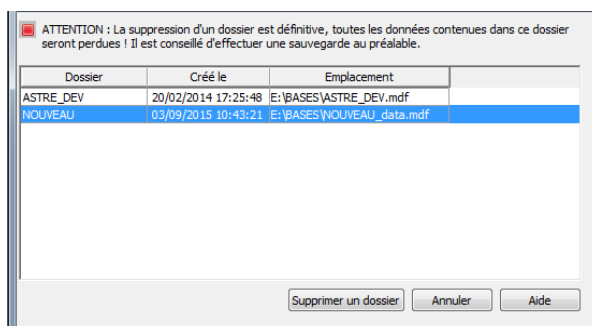 ATTENTION : La suppression d'un dossier est définitive, toutes les données contenues dans ce dossier
seront perdues ! Il est conseillé d'effectuer une sauvegarde au préalable.
Dossier Créé le Emplacement
ASTRE_DEV 20/02/2014 17:25:48 E:\BASES\ASTRE_DEV.mdf
NOUVEAU 03/09/2015 10:43:21 E:\BASES\NOUVEAU_data.mdf
Supprimer un dossier Annuler Aide